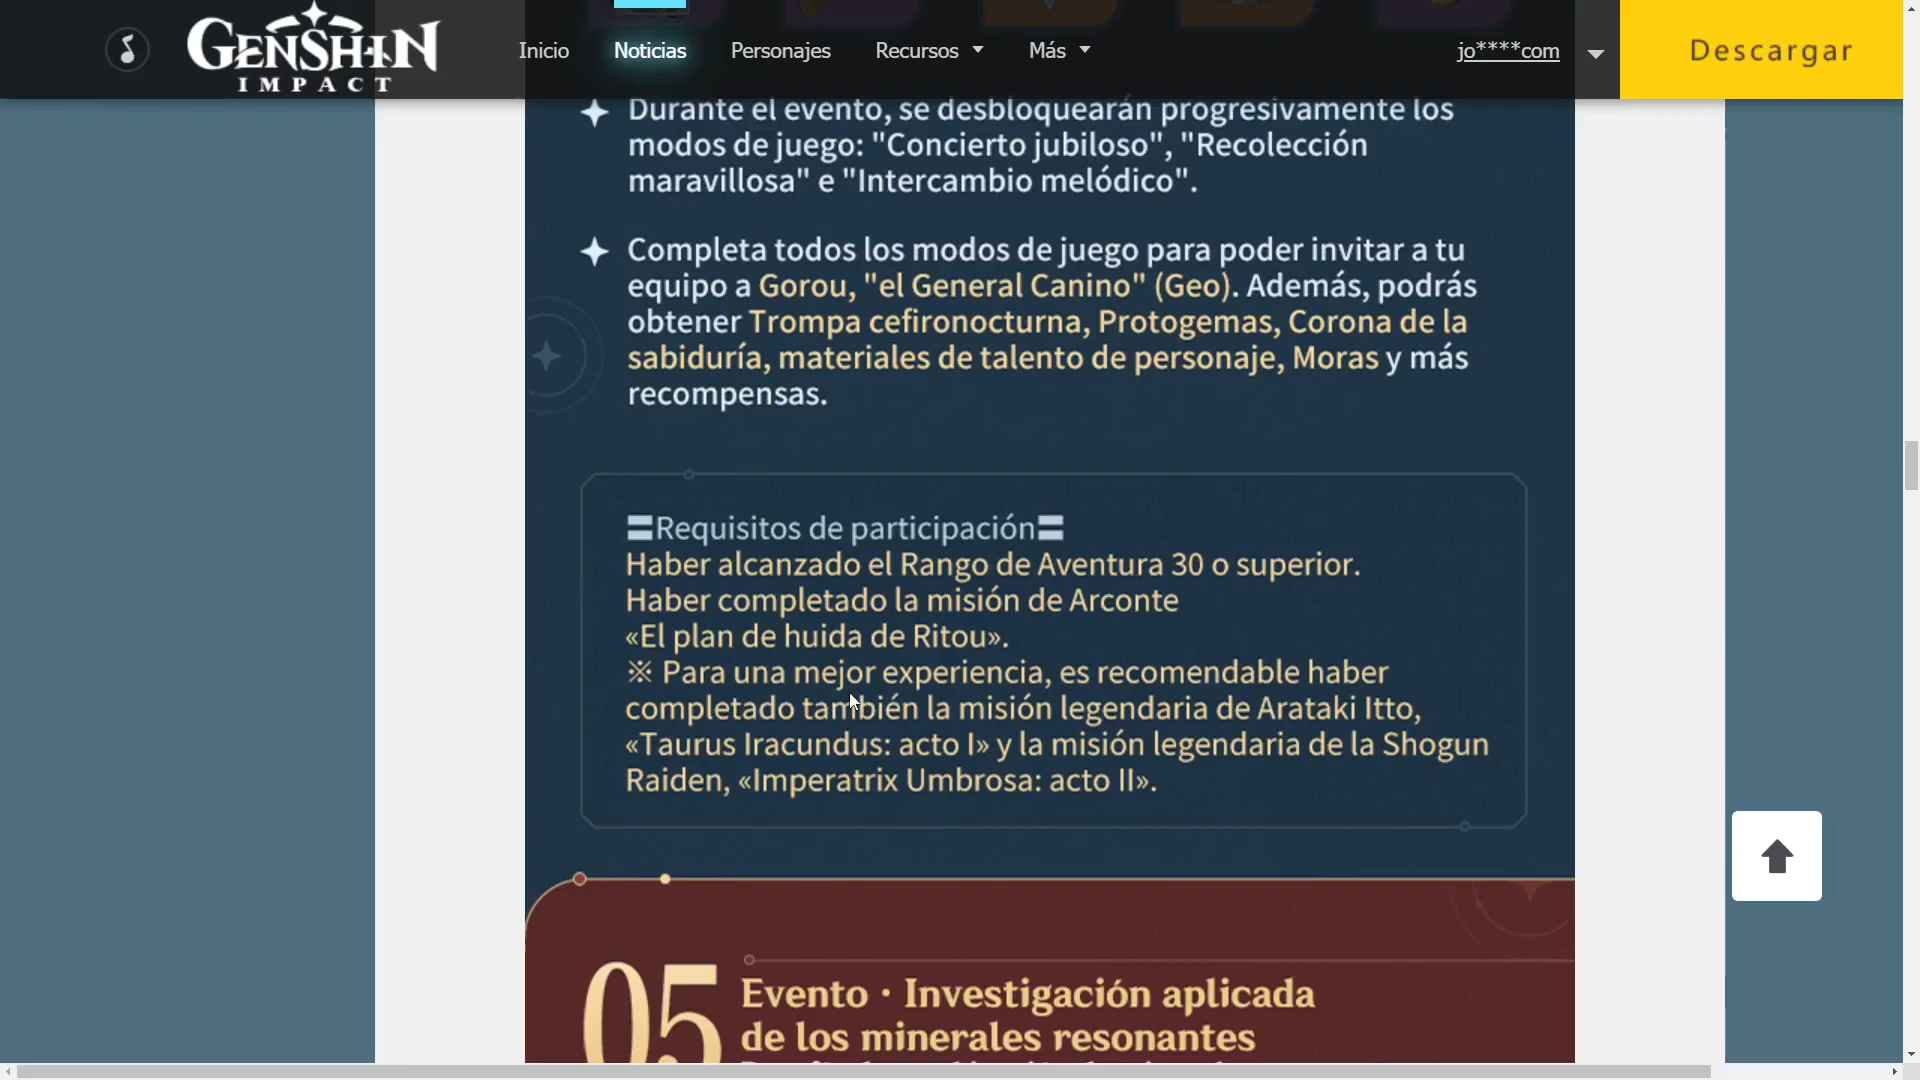 GENSHIN
IMPACT
Inicio
Noticias
Personajes
Recursos
Más
jo****com
Descargar
Durante el evento, se desbloquearán progresivamente los
modos de juego: "Concierto jubiloso", "Recolección
maravillosa" e "Intercambio melódico".
Completa todos los modos de juego para poder invitar a tu
equipo a Gorou, "el General Canino" (Geo). Además, podrás
obtener Trompa cefironocturna, Protogemas, Corona de la
sabiduría, materiales de talento de personaje, Moras y más
recompensas.
〓Requisitos de participación〓
Haber alcanzado el Rango de Aventura 30 o superior.
Haber completado la misión de Arconte
«El plan de huida de Ritou».
※ Para una mejor experiencia, es recomendable haber
completado también la misión legendaria de Arataki Itto,
«Taurus Iracundus: acto I» y la misión legendaria de la Shogun
Raiden, «Imperatrix Umbrosa: acto II».
05
Evento · Investigación aplicada
de los minerales resonantes